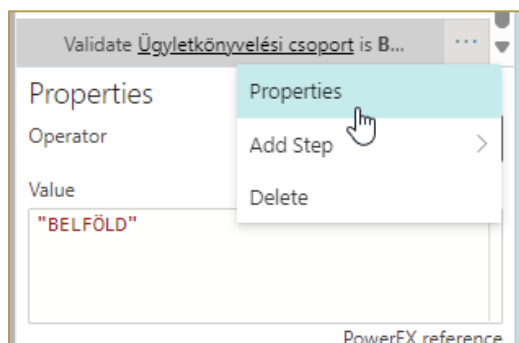 Validate Ügyletkönyvelési csoport is B... ...
Properties
Properties
Operator
Add Step
Value
Delete
"BELFÖLD"
PowerFX reference